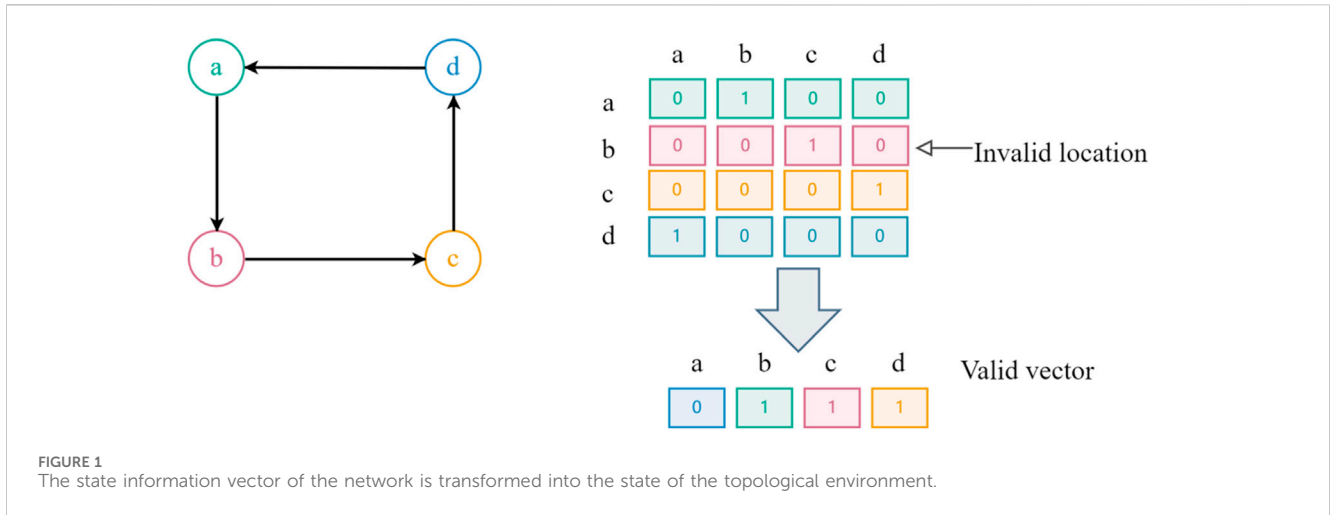 a
d
b
c
a b c d
a 0 1 0 0
b 0 0 1 0 Invalid location
c 0 0 0 1
d 1 0 0 0
a b c d Valid vector
0 1 1 1
FIGURE 1
The state information vector of the network is transformed into the state of the topological environment.